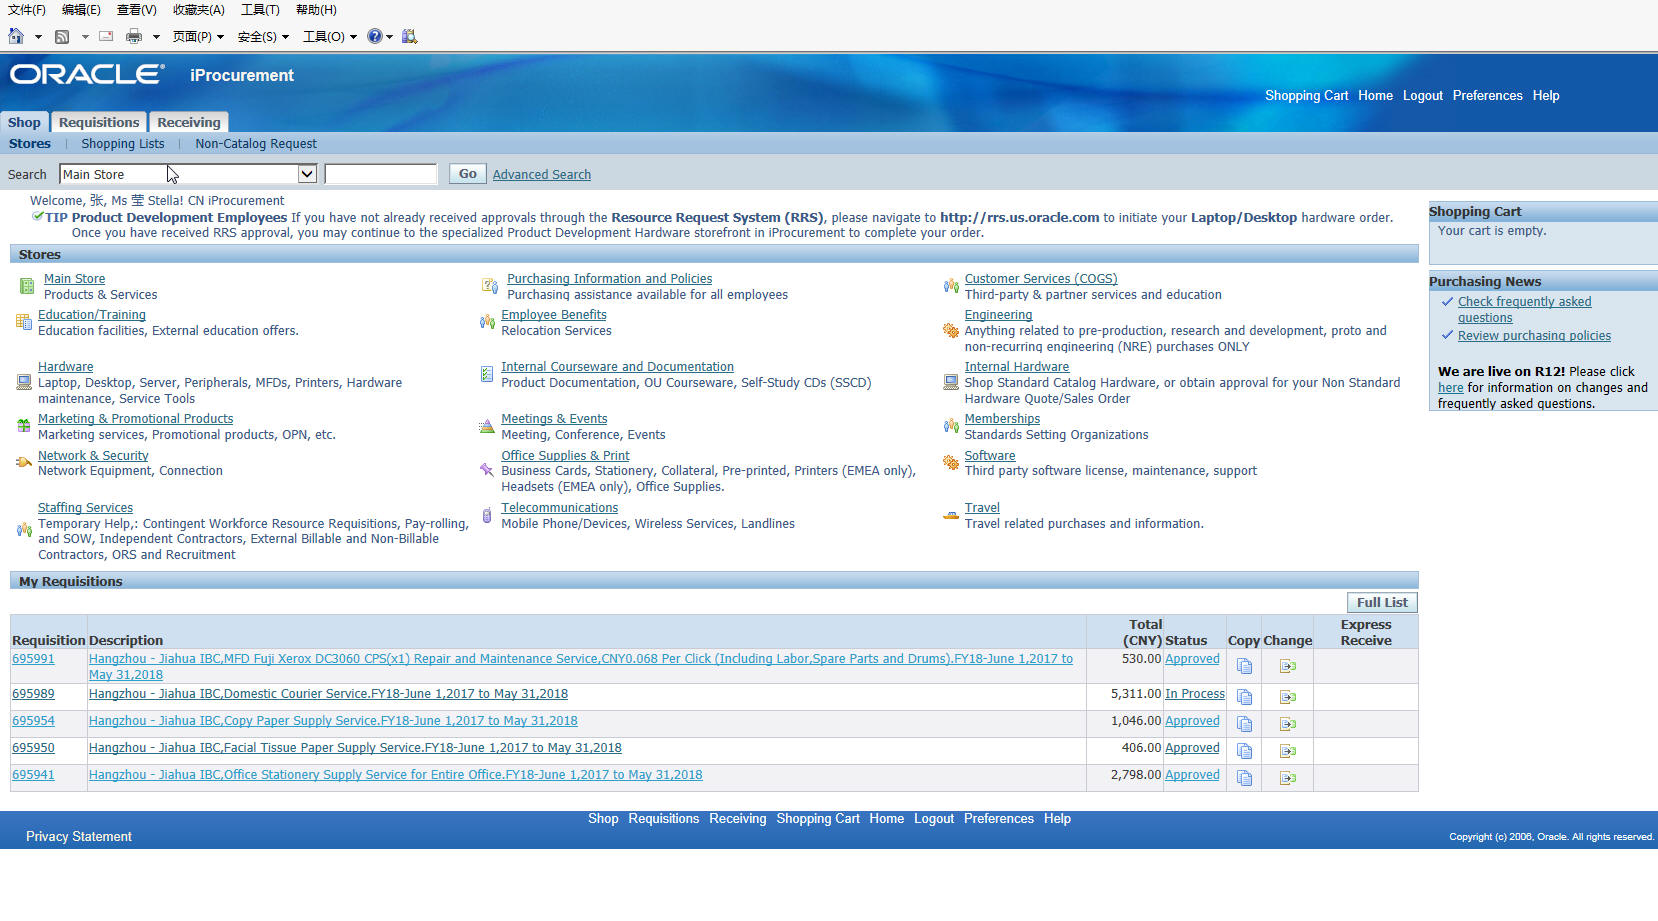 文件(F) 编辑(E) 查看(V) 收藏夹(A) 工具(T) 帮助(H)
页面(P) 安全(S) 工具(O)
ORACLE iProcurement
Shopping Cart Home Logout Preferences Help
Shop Requisitions Receiving
Stores | Shopping Lists | Non-Catalog Request
Search Main Store Go Advanced Search
Welcome, 张, Ms 莹 Stella! CN iProcurement
TIP Product Development Employees If you have not already received approvals through the Resource Request System (RRS), please navigate to http://rrs.us.oracle.com to initiate your Laptop/Desktop hardware order.
Once you have received RRS approval, you may continue to the specialized Product Development Hardware storefront in iProcurement to complete your order.
Stores
Main Store
Products & Services
Purchasing Information and Policies
Purchasing assistance available for all employees
Customer Services (COGS)
Third-party & partner services and education
Education/Training
Education facilities, External education offers.
Employee Benefits
Relocation Services
Engineering
Anything related to pre-production, research and development, proto and
non-recurring engineering (NRE) purchases ONLY
Hardware
Laptop, Desktop, Server, Peripherals, MFDs, Printers, Hardware
maintenance, Service Tools
Internal Courseware and Documentation
Product Documentation, OU Courseware, Self-Study CDs (SSCD)
Internal Hardware
Shop Standard Catalog Hardware, or obtain approval for your Non Standard
Hardware Quote/Sales Order
Marketing & Promotional Products
Marketing services, Promotional products, OPN, etc.
Meetings & Events
Meeting, Conference, Events
Memberships
Standards Setting Organizations
Network & Security
Network Equipment, Connection
Office Supplies & Print
Business Cards, Stationery, Collateral, Pre-printed, Printers (EMEA only),
Headsets (EMEA only), Office Supplies.
Software
Third party software license, maintenance, support
Staffing Services
Temporary Help,: Contingent Workforce Resource Requisitions, Pay-rolling,
and SOW, Independent Contractors, External Billable and Non-Billable
Contractors, ORS and Recruitment
Telecommunications
Mobile Phone/Devices, Wireless Services, Landlines
Travel
Travel related purchases and information.
Shopping Cart
Your cart is empty.
Purchasing News
Check frequently asked
questions
Review purchasing policies
We are live on R12! Please click
here for information on changes and
frequently asked questions.
My Requisitions
Full List
Requisition Description Total (CNY) Status Copy Change Express Receive
695991 Hangzhou - Jiahua IBC,MFD Fuji Xerox DC3060 CPS(x1) Repair and Maintenance Service,CNY0.068 Per Click (Including Labor,Spare Parts and Drums).FY18-June 1,2017 to 530.00 Approved
May 31,2018
695989 Hangzhou - Jiahua IBC,Domestic Courier Service.FY18-June 1,2017 to May 31,2018 5,311.00 In Process
695954 Hangzhou - Jiahua IBC,Copy Paper Supply Service.FY18-June 1,2017 to May 31,2018 1,046.00 Approved
695950 Hangzhou - Jiahua IBC,Facial Tissue Paper Supply Service.FY18-June 1,2017 to May 31,2018 406.00 Approved
695941 Hangzhou - Jiahua IBC,Office Stationery Supply Service for Entire Office.FY18-June 1,2017 to May 31,2018 2,798.00 Approved
Shop Requisitions Receiving Shopping Cart Home Logout Preferences Help
Privacy Statement
Copyright (c) 2006, Oracle. All rights reserved.